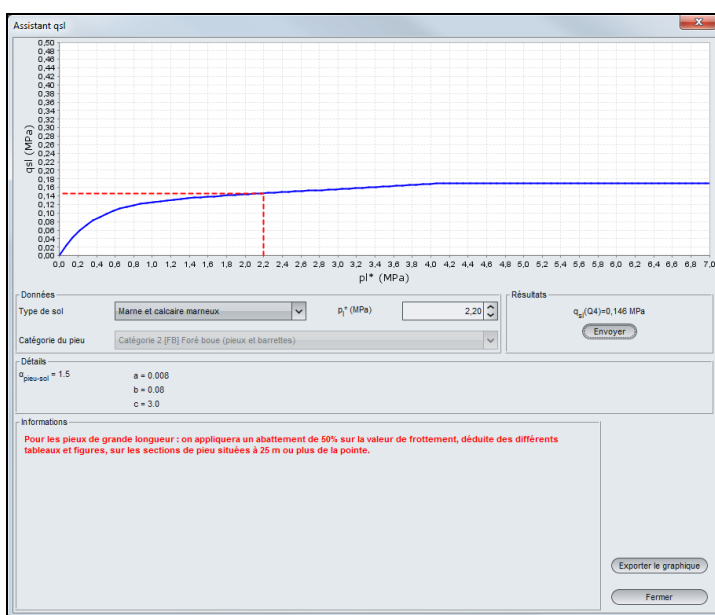 Assistant qsl
0,50
0,48
0,46
0,44
0,42
0,40
0,38
0,36
0,34
0,32
0,30
0,28
0,26
0,24
0,22
0,20
0,18
0,16
0,14
0,12
0,10
0,08
0,06
0,04
0,02
0,00
qsl (MPa)
0,0 0,2 0,4 0,6 0,8 1,0 1,2 1,4 1,6 1,8 2,0 2,2 2,4 2,6 2,8 3,0 3,2 3,4 3,6 3,8 4,0 4,2 4,4 4,6 4,8 5,0 5,2 5,4 5,6 5,8 6,0 6,2 6,4 6,6 6,8 7,0
pl* (MPa)
Données
Type de sol Marne et calcaire marneux pl* (MPa) 2,20
Catégorie du pieu Catégorie 2 [FB] Foré boue (pieux et barrettes)
Résultats
qsl(Q4)=0,146 MPa
Envoyer
Détails
αpieu-sol = 1.5 a = 0.008
b = 0.08
c = 3.0
Informations
Pour les pieux de grande longueur : on appliquera un abattement de 50% sur la valeur de frottement, déduite des différents
tableaux et figures, sur les sections de pieu situées à 25 m ou plus de la pointe.
Exporter le graphique
Fermer